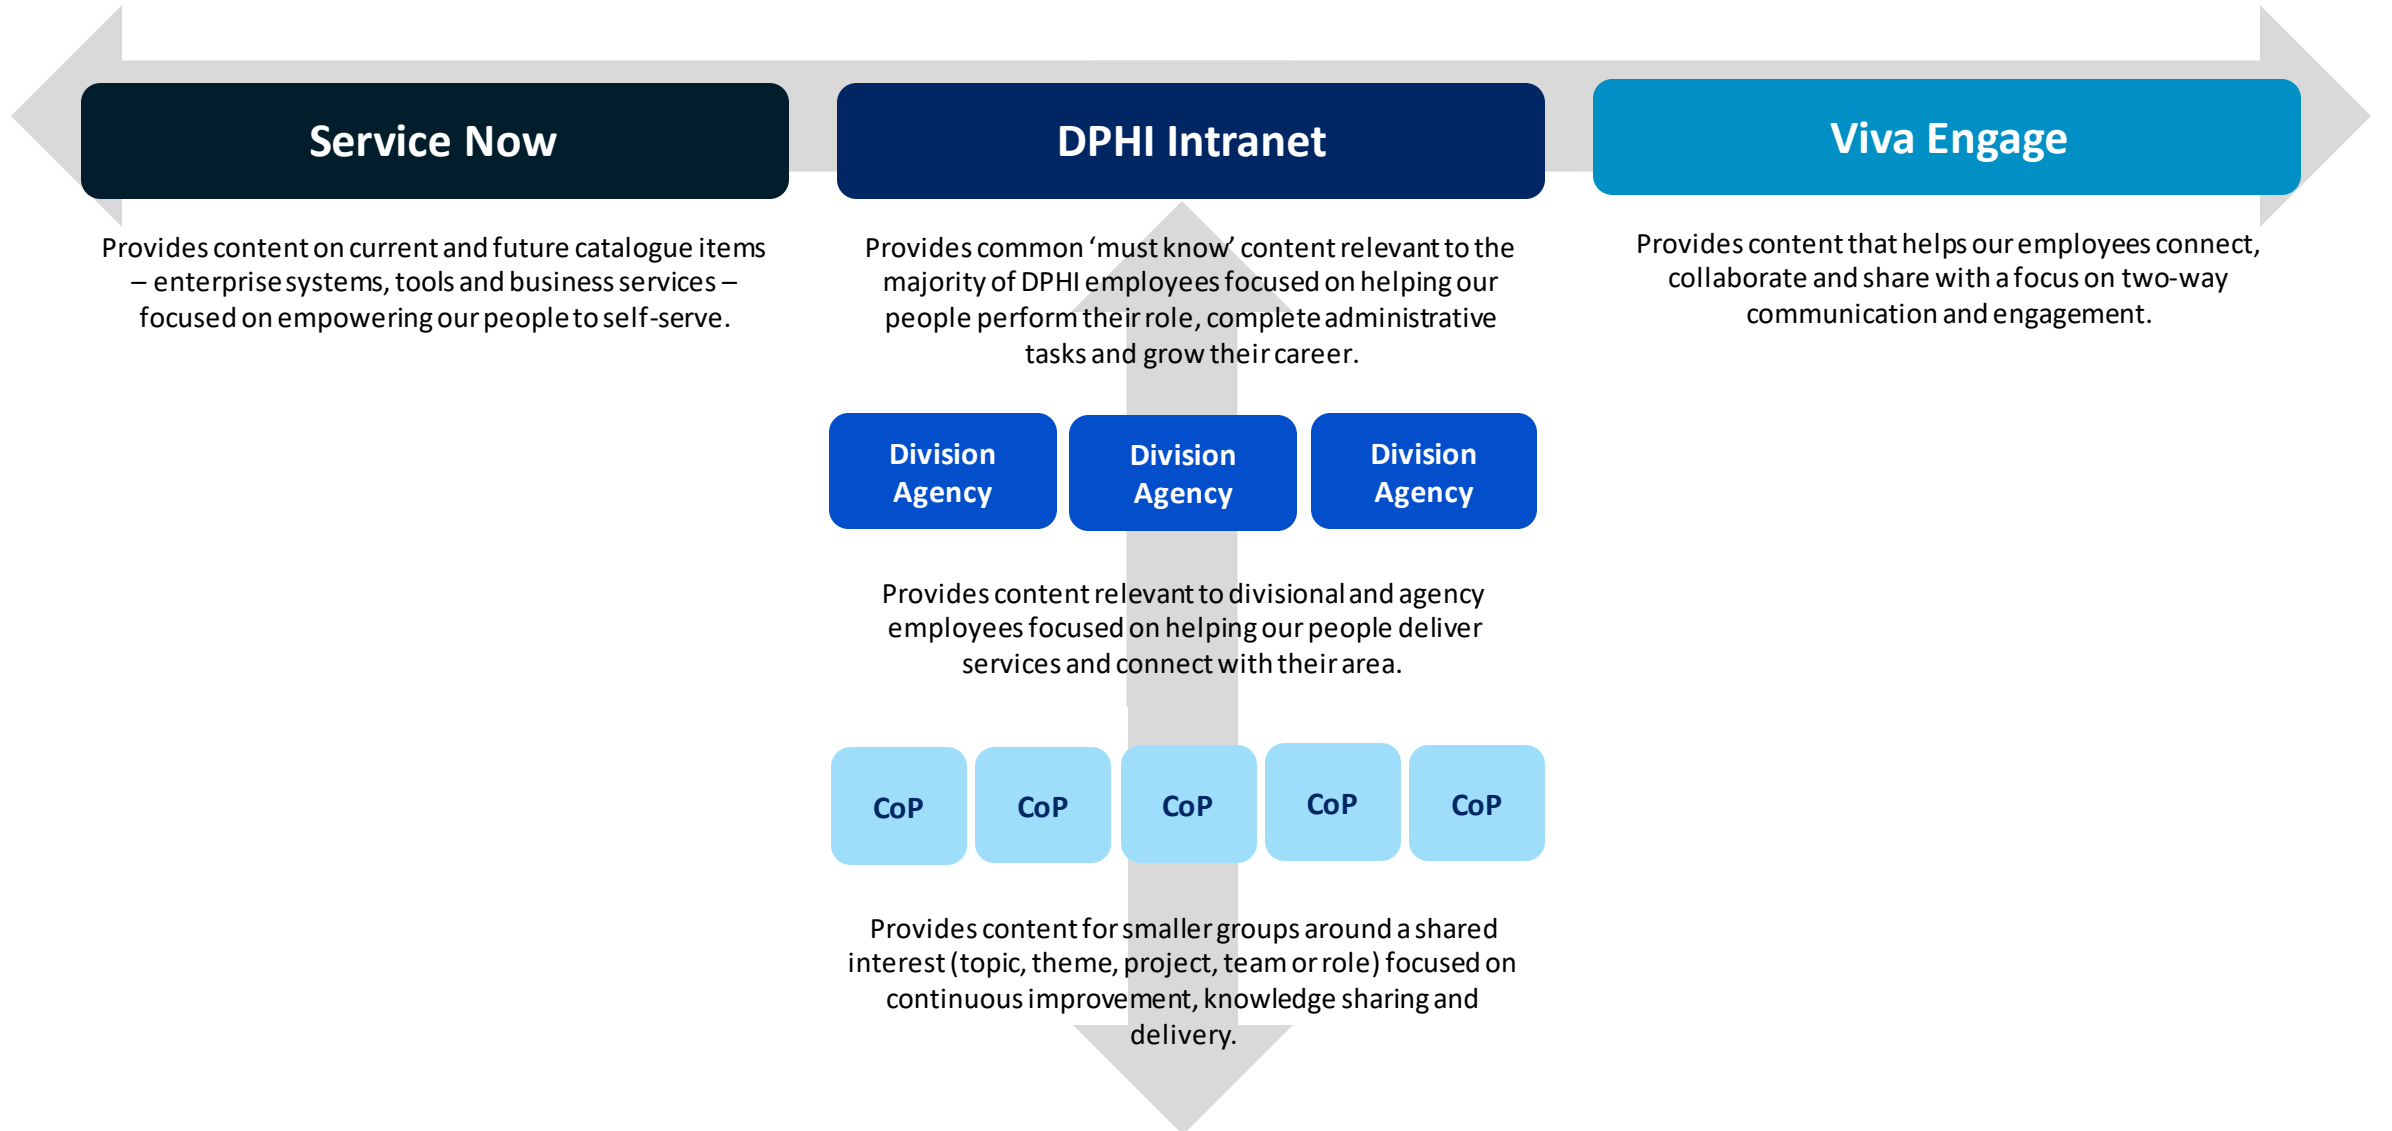 Service Now
Provides content on current and future catalogue items
– enterprise systems, tools and business services –
focused on empowering our people to self-serve.
DPHI Intranet
Provides common ‘must know’ content relevant to the
majority of DPHI employees focused on helping our
people perform their role, complete administrative
tasks and grow their career.
Viva Engage
Provides content that helps our employees connect,
collaborate and share with a focus on two-way
communication and engagement.
Division
Agency
Division
Agency
Division
Agency
Provides content relevant to divisional and agency
employees focused on helping our people deliver
services and connect with their area.
CoP
CoP
CoP
CoP
CoP
Provides content for smaller groups around a shared
interest (topic, theme, project, team or role) focused on
continuous improvement, knowledge sharing and
delivery.